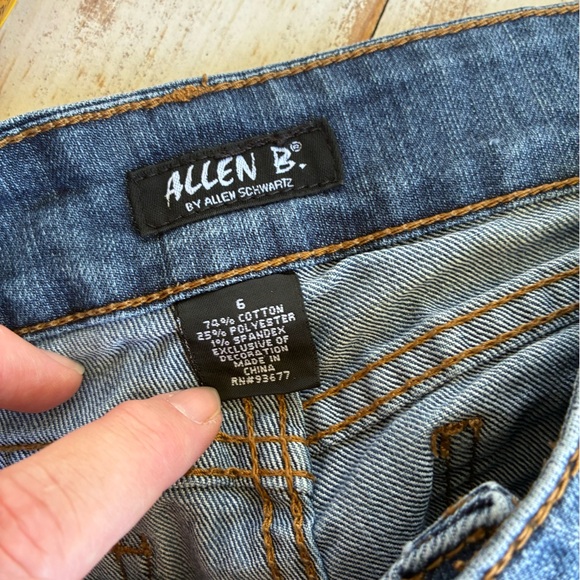 ALLEN B.®
BY ALLEN SCHWARTZ
6
74% COTTON
25% POLYESTER
1% SPANDEX
EXCLUSIVE OF
DECORATION
MADE IN
CHINA
RN#93677